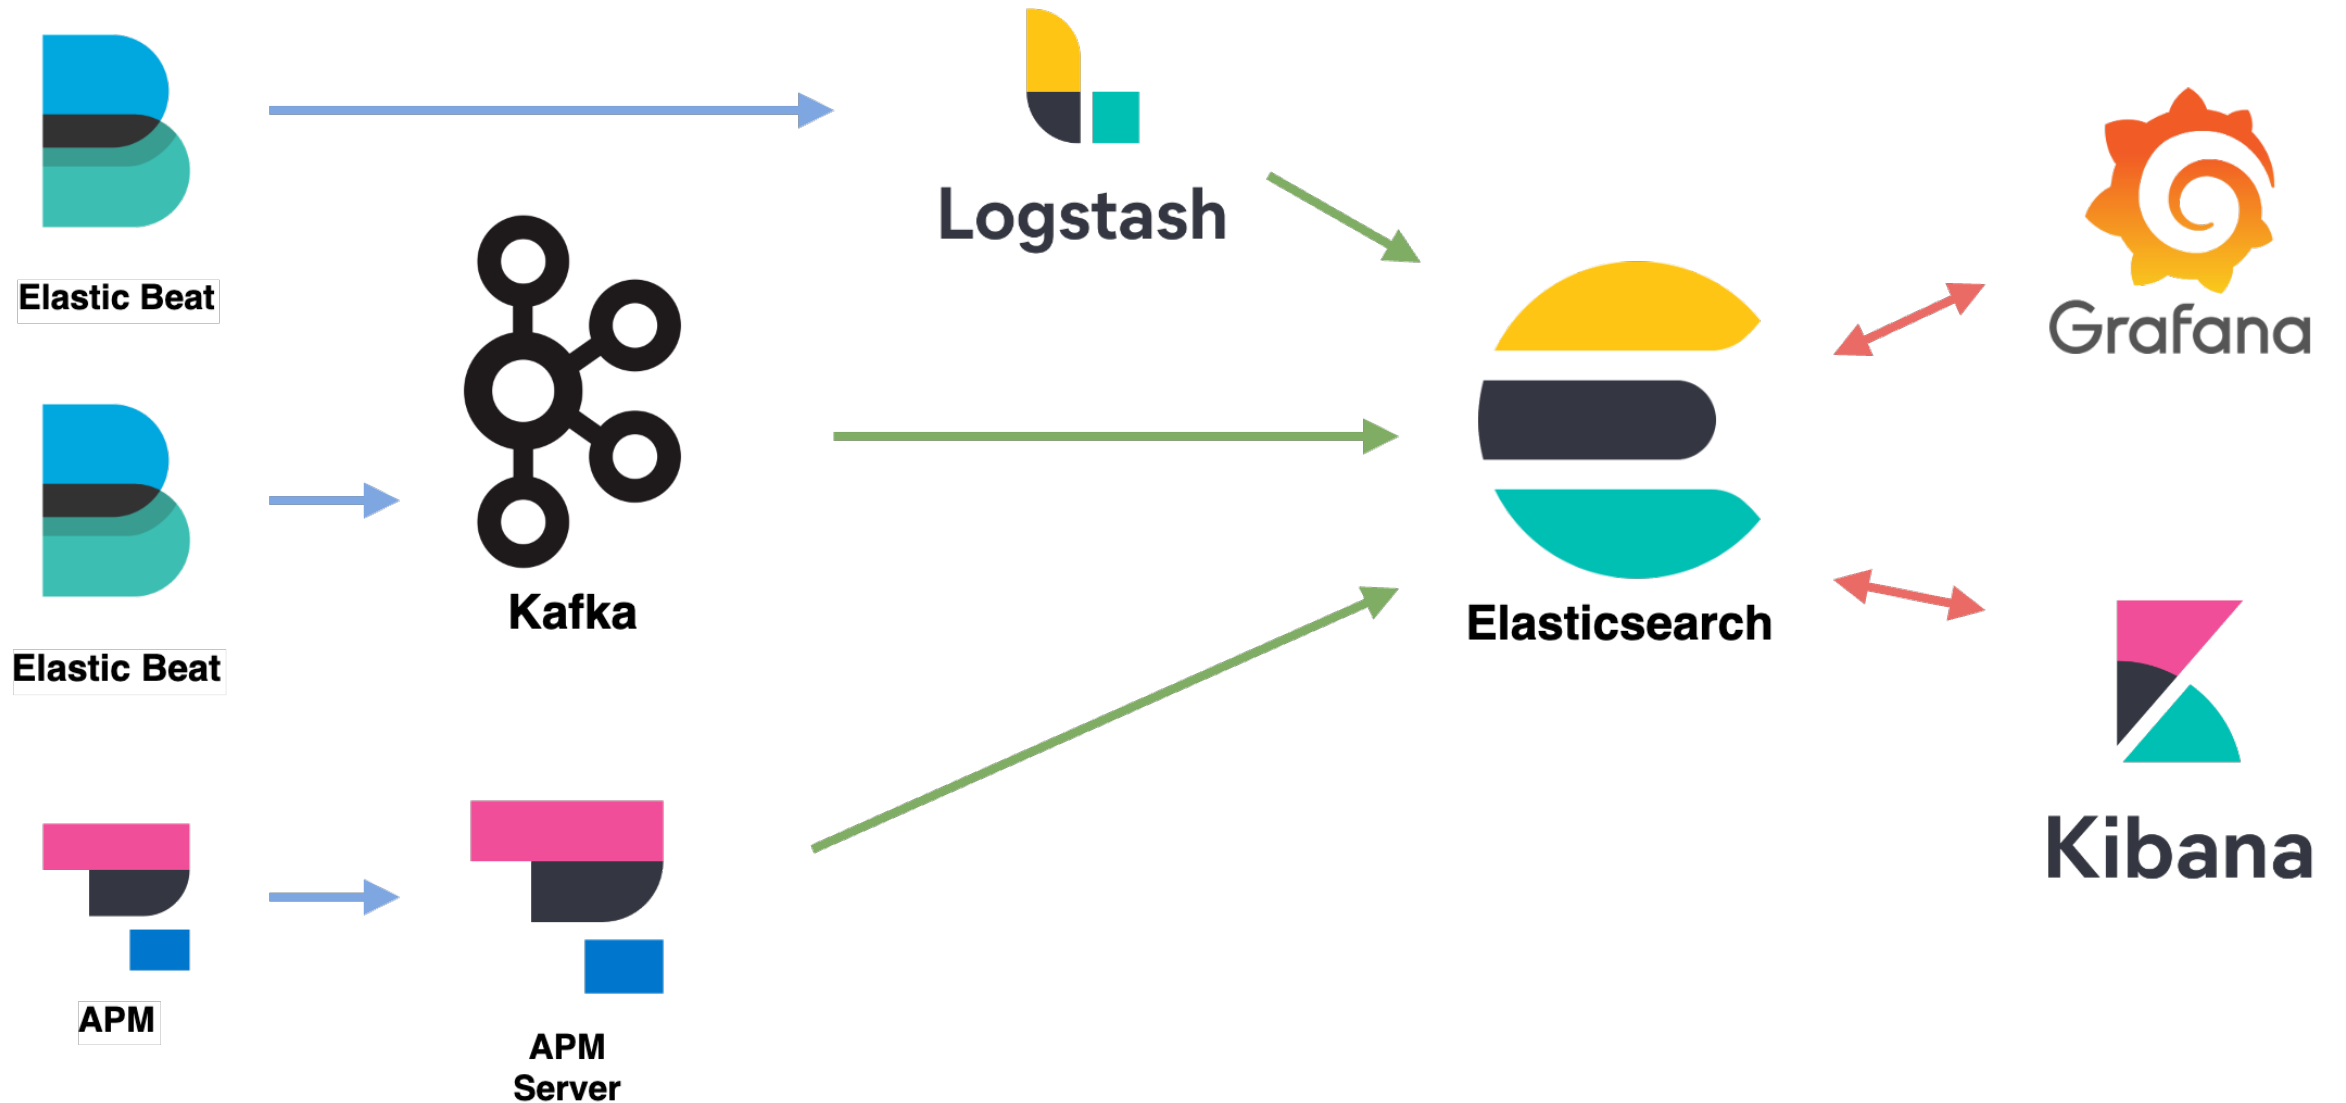 Elastic Beat
Logstash
Grafana
Kafka
Elasticsearch
Elastic Beat
Kibana
APM
APM
Server